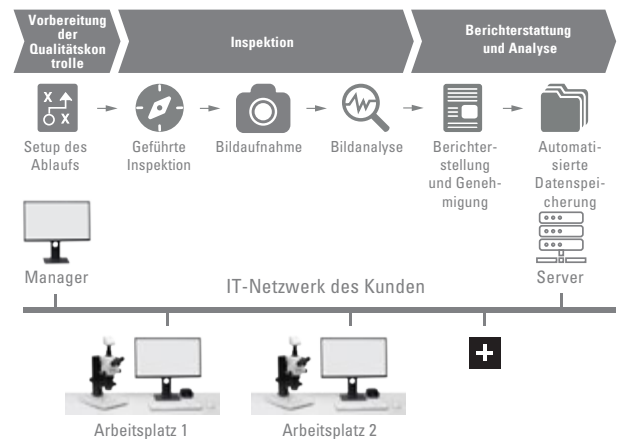 Vorbereitung
der
Qualitätskon
trolle
Inspektion
Berichterstattung
und Analyse
X
O X
Setup des
Ablaufs
Geführte
Inspektion
Bildaufnahme
Bildanalyse
Berichter-
stellung
und Geneh-
migung
Automati-
sierte
Datenspei-
cherung
Manager
IT-Netzwerk des Kunden
Server
Arbeitsplatz 1
Arbeitsplatz 2